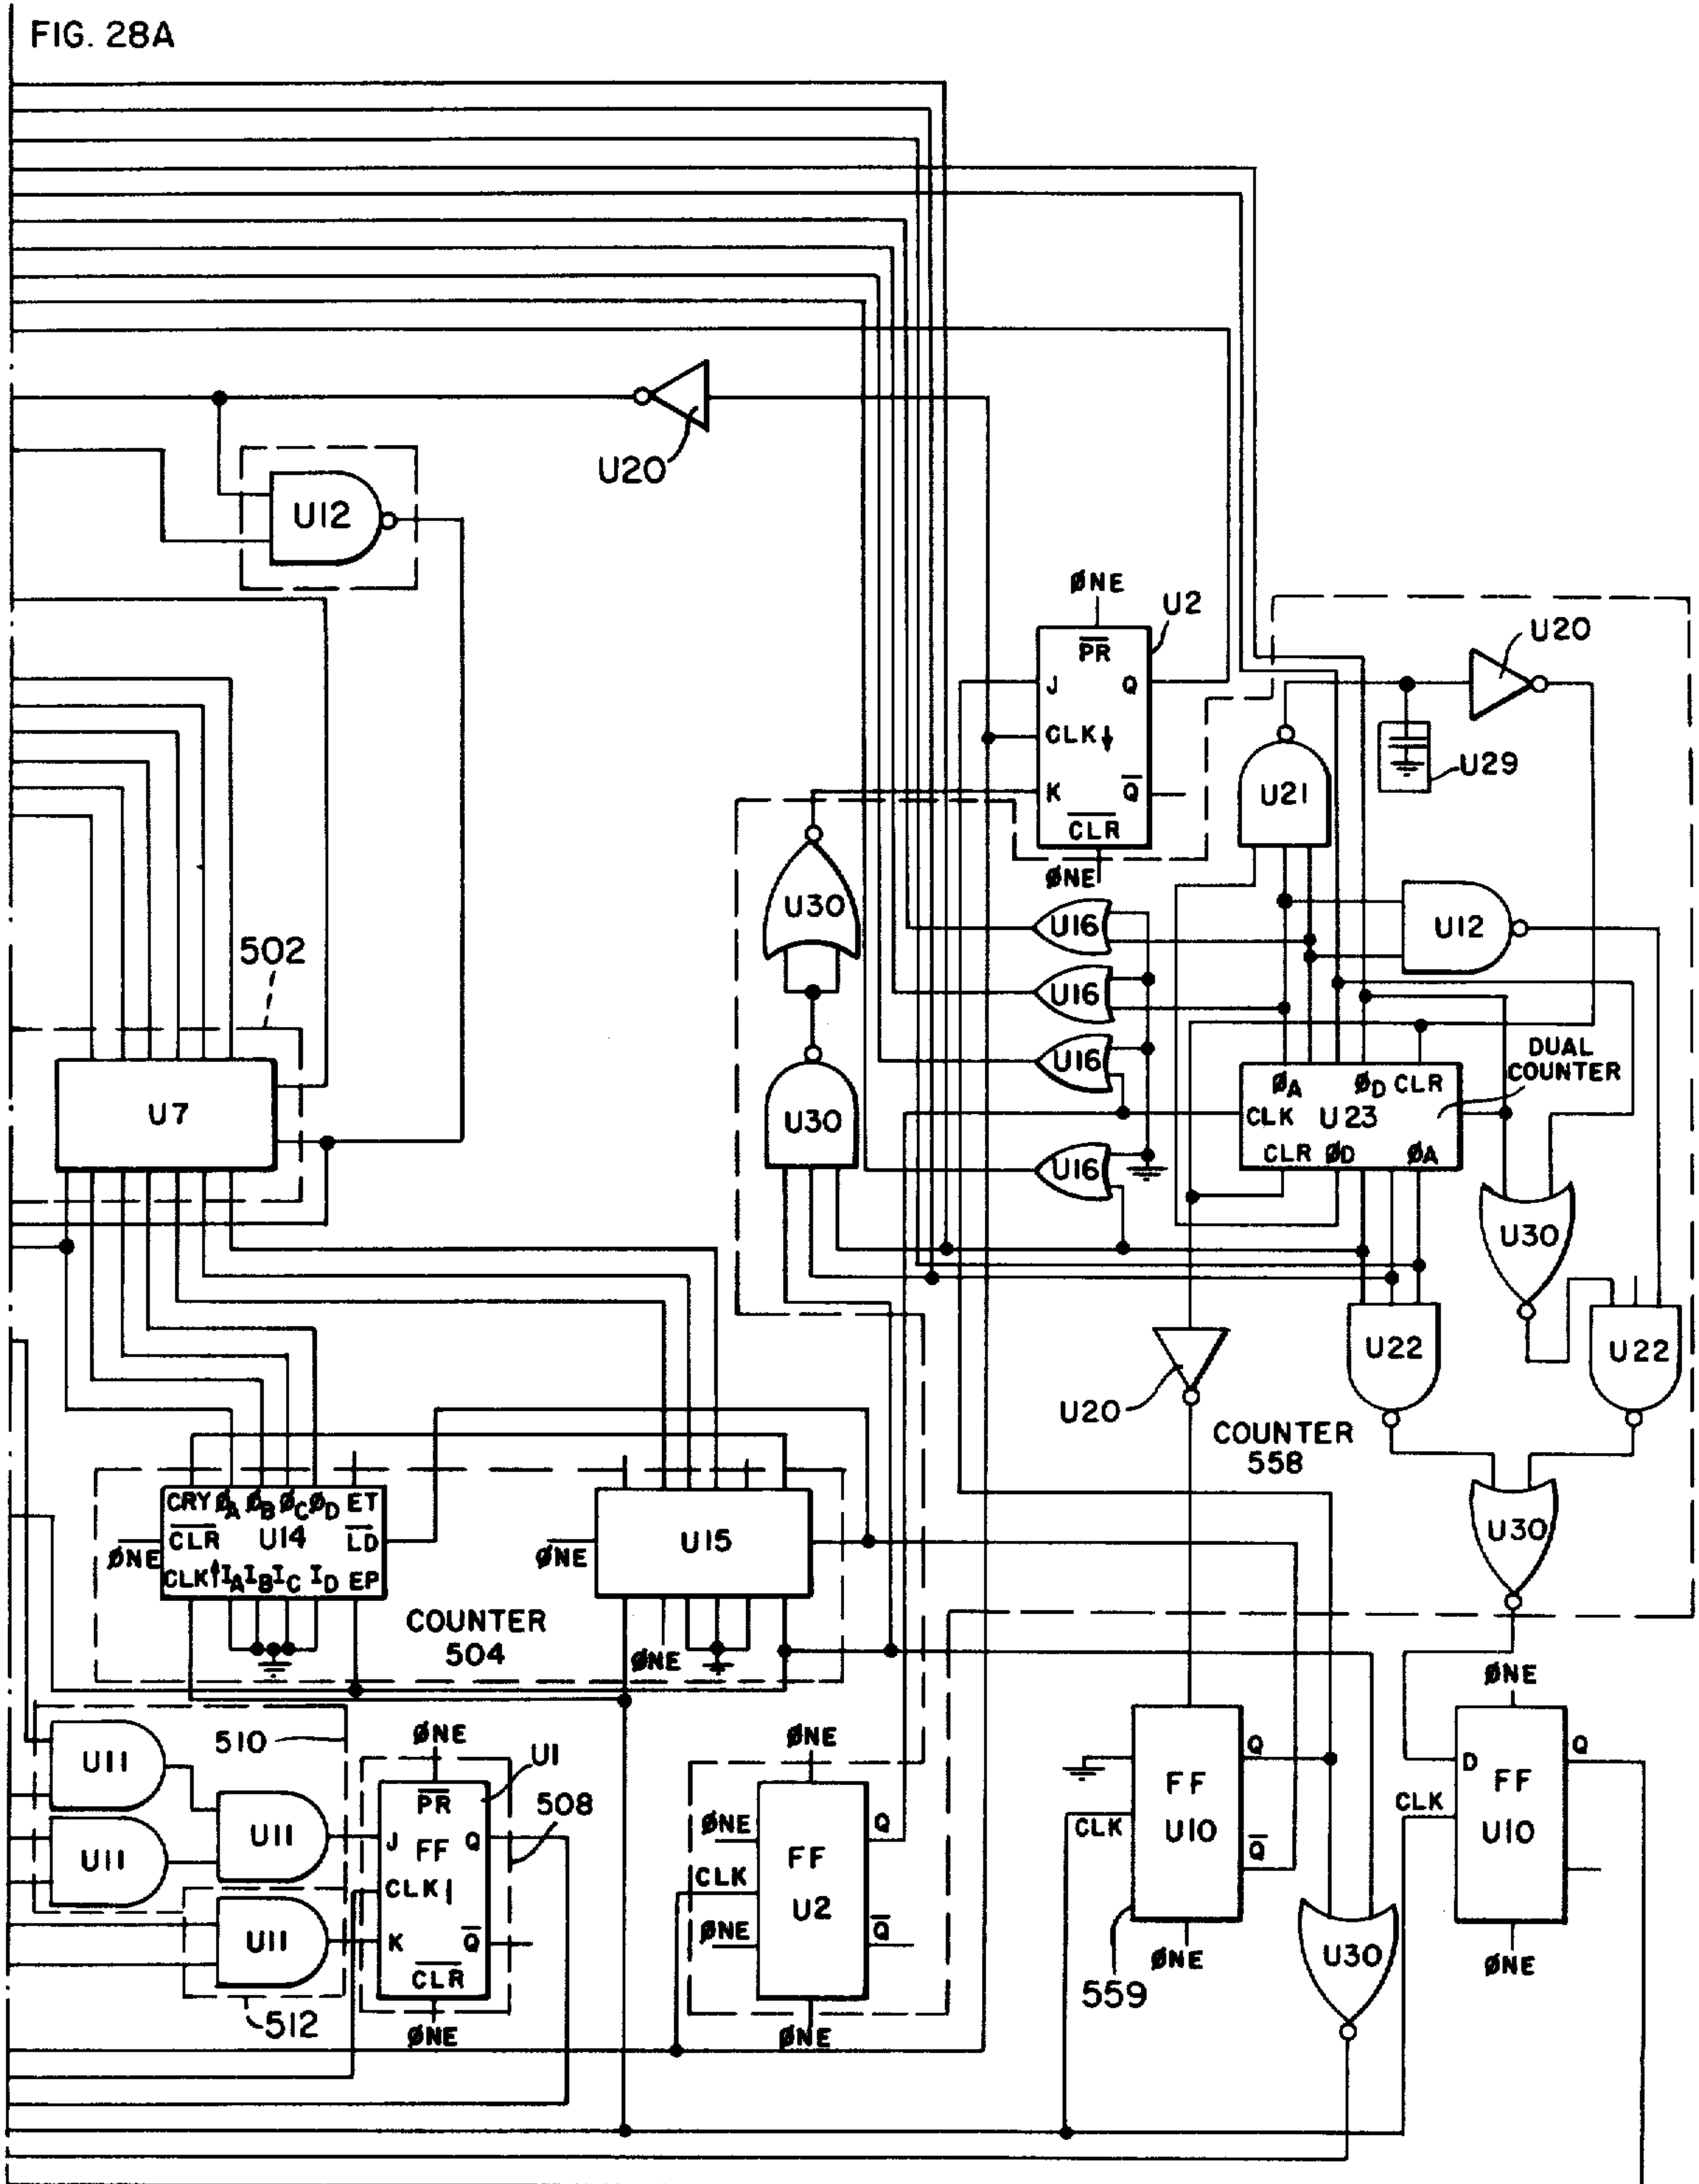 FIG. 28A
U20
U12
ØNE
U2
PR
J
Q
CLK↓
K
Q̅
CLR
ØNE
U20
U29
U21
U12
U30
U16
U16
U16
U16
U30
502
U7
DUAL
COUNTER
ØA
ØD
CLR
CLK
U23
CLR
ØD
ØA
U30
U22
U22
U20
COUNTER
558
U30
CRY
ØA
ØB
ØC
ØD
ET
CLR
U14
LD
ØNE
CLK↑
IA
IB
IC
ID
EP
U15
ØNE
ØNE
COUNTER
504
510
U11
U11
U11
U11
512
ØNE
U1
508
PR
J
FF
Q
CLK
K
Q̅
CLR
ØNE
ØNE
ØNE
Q
FF
CLK
U2
ØNE
Q̅
ØNE
Q
FF
CLK
U10
Q̅
ØNE
559
U30
ØNE
D
Q
FF
CLK
U10
ØNE